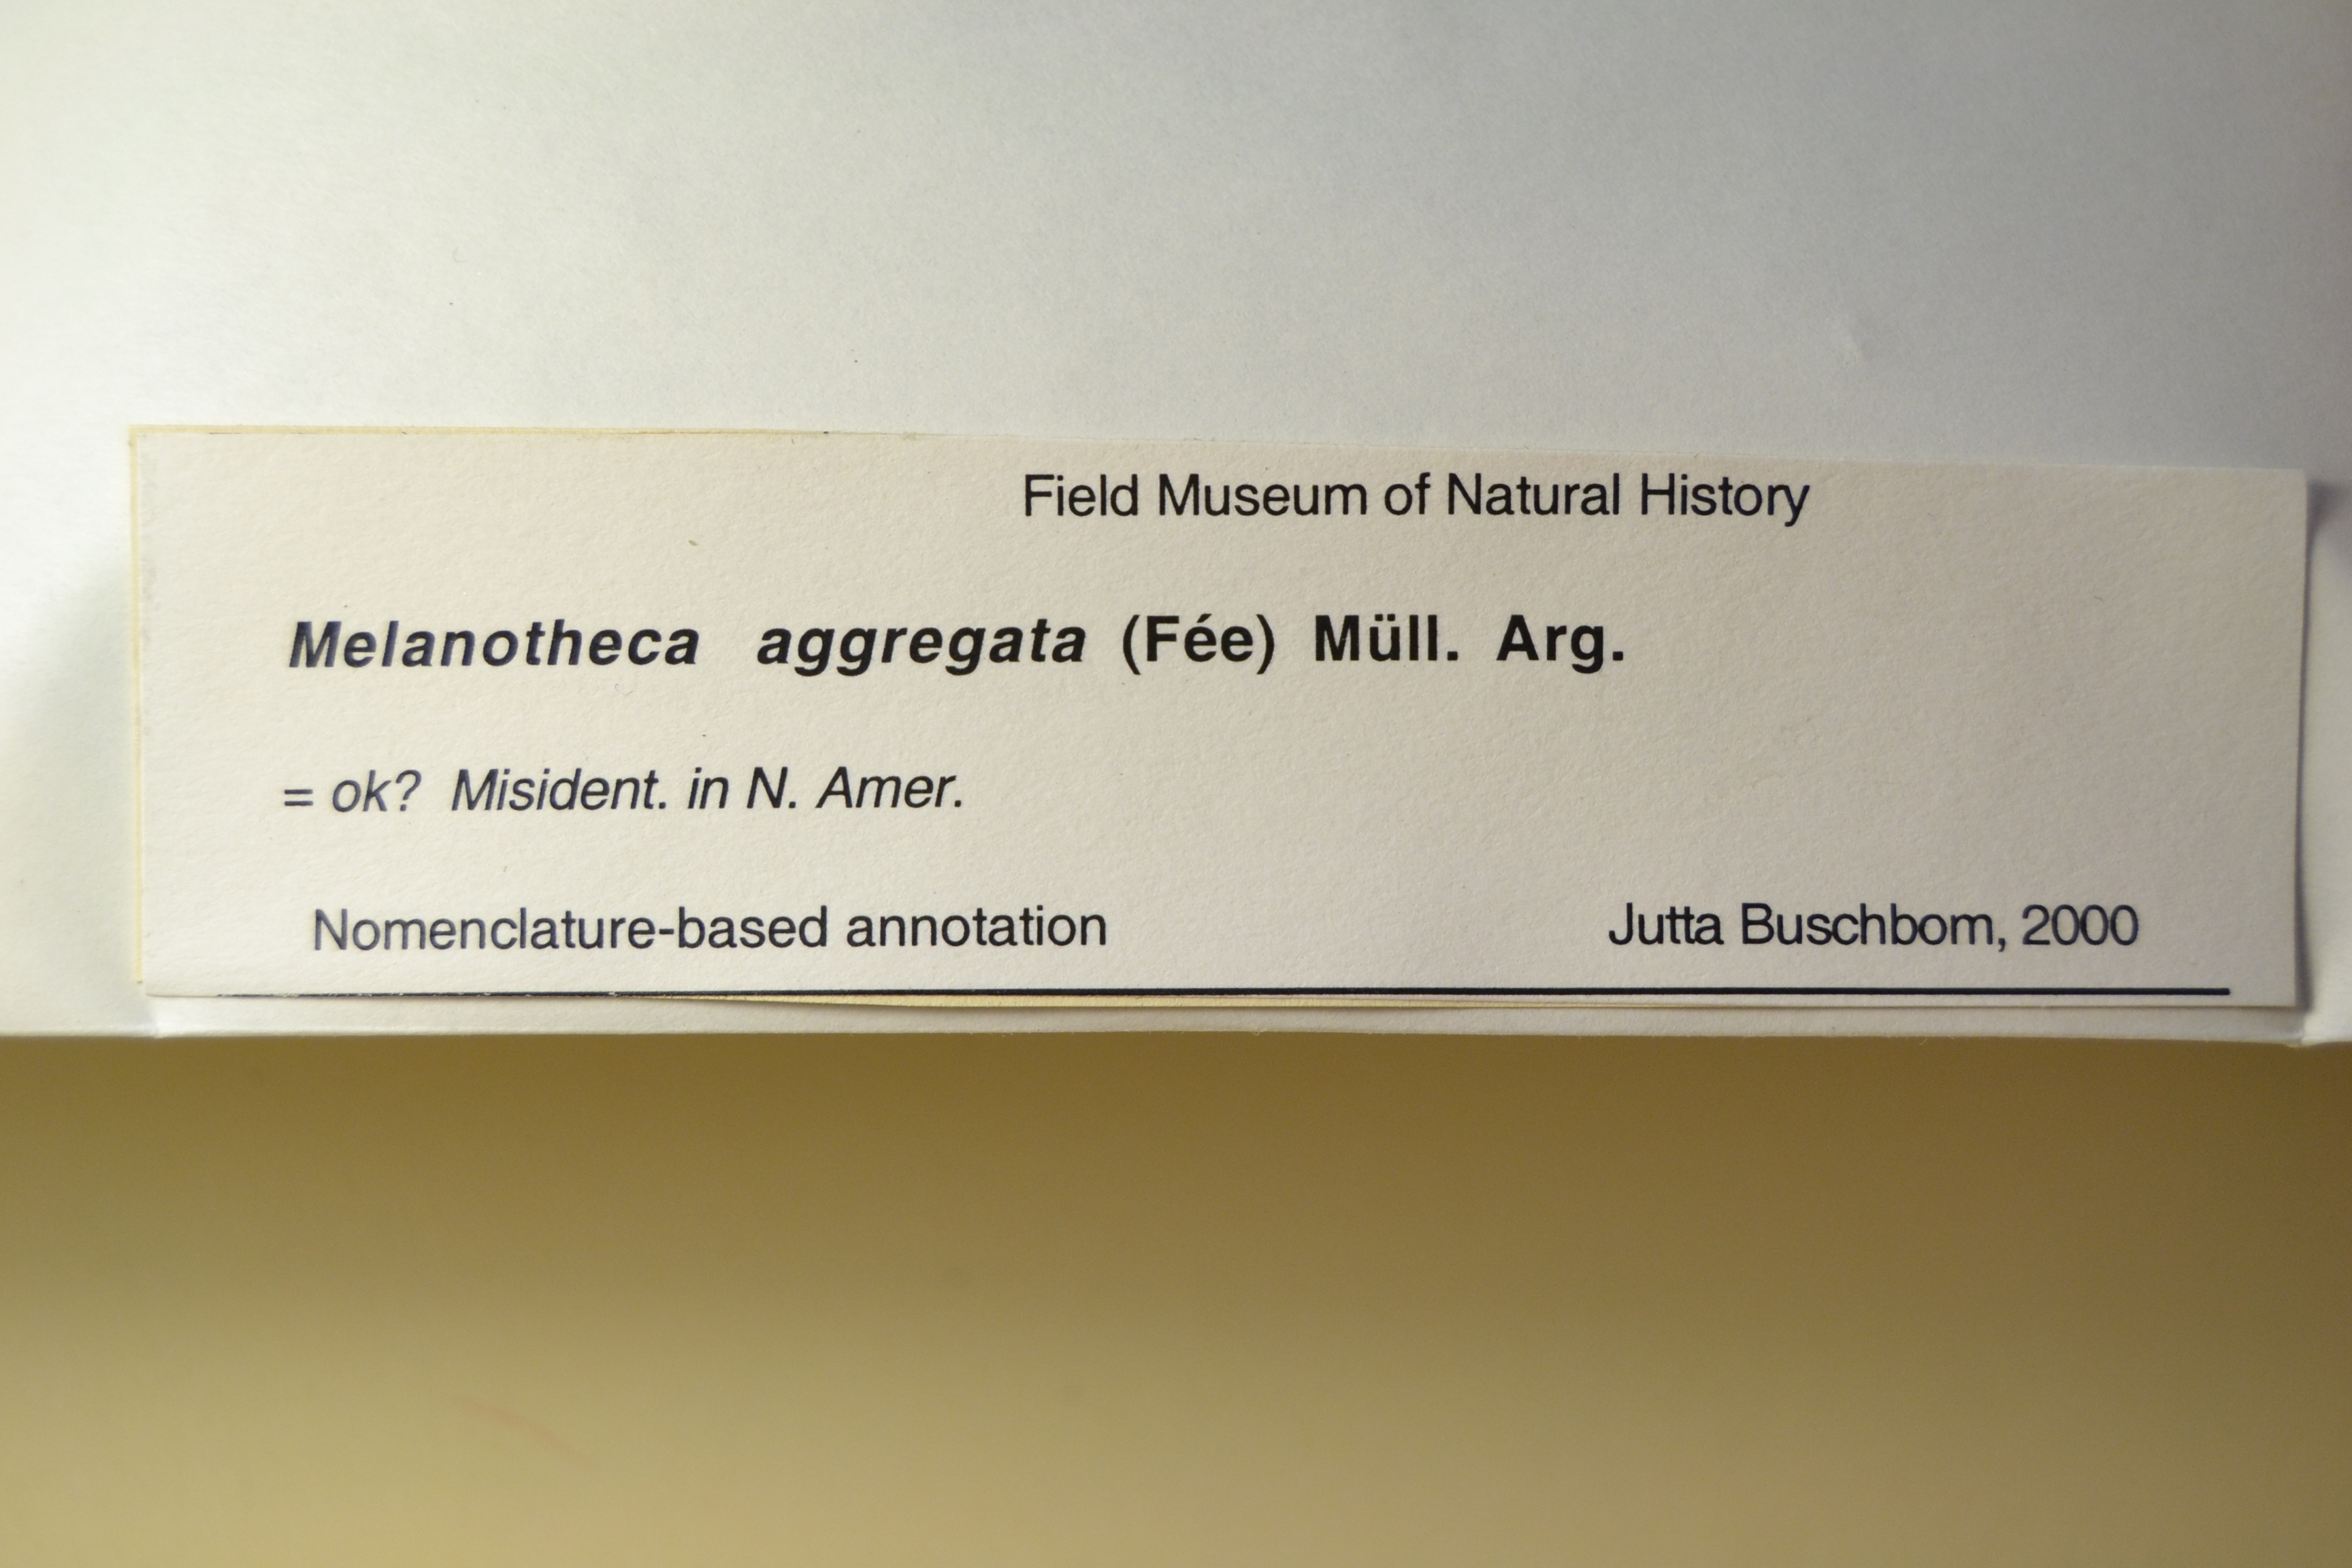 Field Museum of Natural History
Melanotheca aggregata (Fée) Müll. Arg.
= ok? Misident. in N. Amer.
Nomenclature-based annotation
Jutta Buschbom, 2000